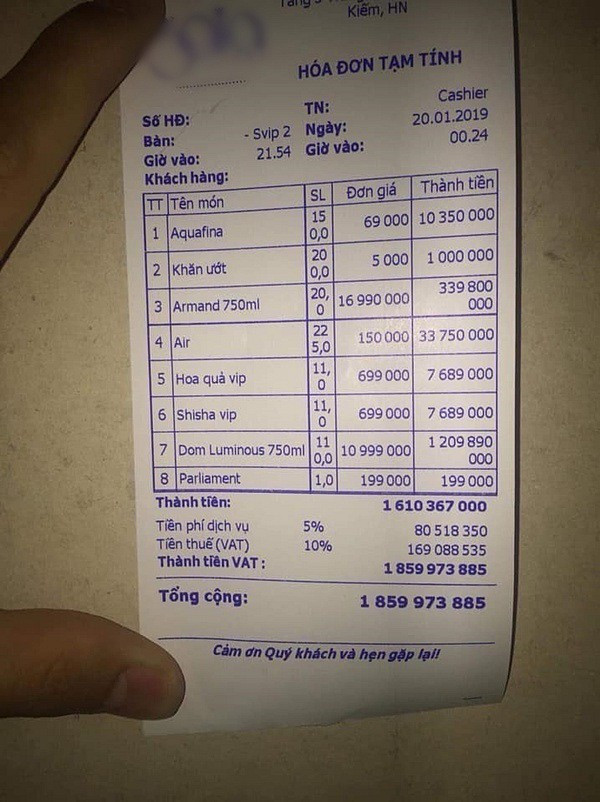 Kiếm, HN
HÓA ĐƠN TẠM TÍNH
Số HĐ: TN: Cashier
Bàn: - Svip 2 Ngày: 20.01.2019
Giờ vào: 21.54 Giờ vào: 00.24
Khách hàng:
TT Tên món SL Đơn giá Thành tiền
1 Aquafina 150,0 69 000 10 350 000
2 Khăn ướt 200,0 5 000 1 000 000
3 Armand 750ml 20,0 16 990 000 339 800 000
4 Air 225,0 150 000 33 750 000
5 Hoa quả vip 11,0 699 000 7 689 000
6 Shisha vip 11,0 699 000 7 689 000
7 Dom Luminous 750ml 110,0 10 999 000 1 209 890 000
8 Parliament 1,0 199 000 199 000
Thành tiền: 1 610 367 000
Tiền phí dịch vụ 5% 80 518 350
Tiền thuế (VAT) 10% 169 088 535
Thành tiền VAT : 1 859 973 885
Tổng cộng: 1 859 973 885
Cảm ơn Quý khách và hẹn gặp lại!